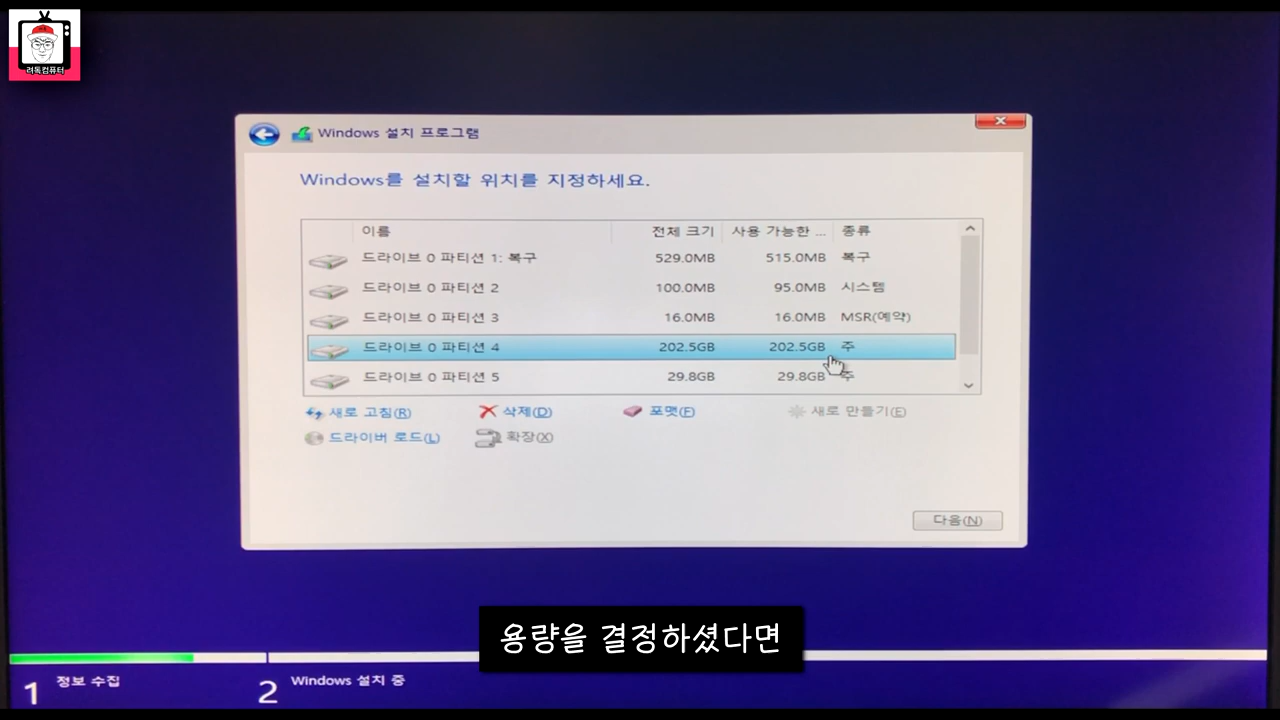 려독컴퓨터
Windows 설치 프로그램
Windows를 설치할 위치를 지정하세요.
이름 전체 크기 사용 가능한 ... 종류
드라이브 0 파티션 1: 복구 529.0MB 515.0MB 복구
드라이브 0 파티션 2 100.0MB 95.0MB 시스템
드라이브 0 파티션 3 16.0MB 16.0MB MSR(예약)
드라이브 0 파티션 4 202.5GB 202.5GB 주
드라이브 0 파티션 5 29.8GB 29.8GB 주
새로 고침(R) 삭제(D) 포맷(F) 새로 만들기(E)
드라이버 로드(L) 확장(X)
다음(N)
용량을 결정하셨다면
1 정보 수집 2 Windows 설치 중